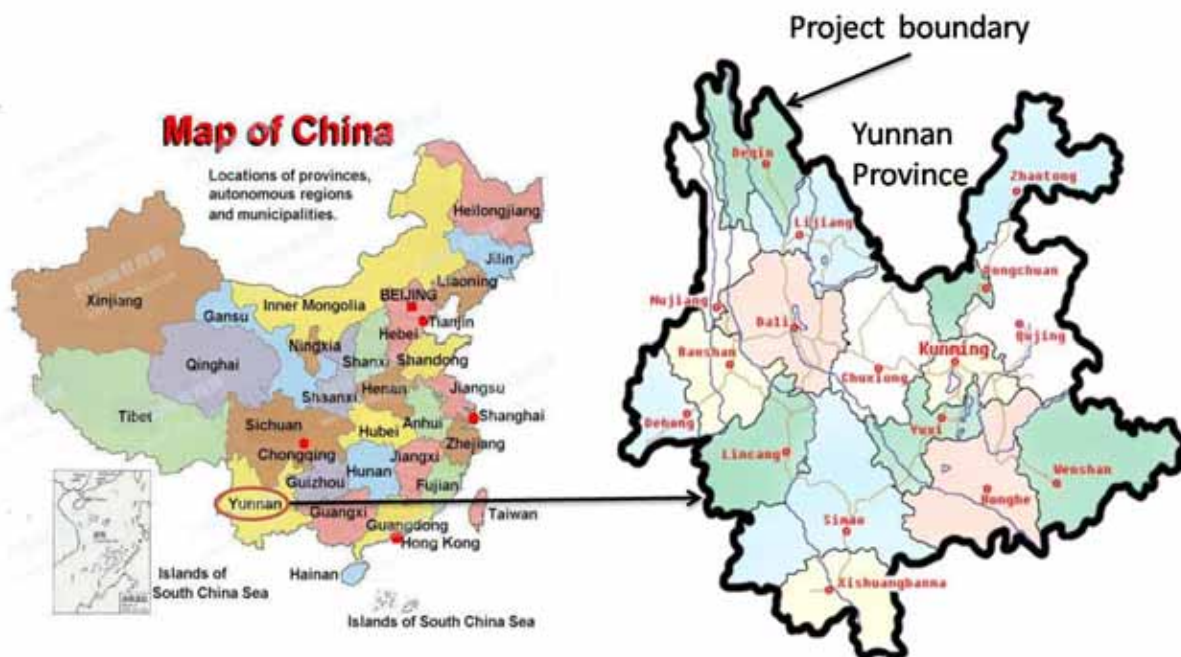 Project boundary
Map of China
Locations of provinces,
autonomous regions
and municipalities.
Heilongjiang
Jilin
Liaoning
Inner Mongolia
BEIJING
Tianjin
Xinjiang
Gansu
Hebei
Ningxia
Shanxi
Shandong
Qinghai
Shaanxi
Henan
Jiangsu
Tibet
Anhui
Shanghai
Sichuan
Hubei
Zhejiang
Chongqing
Hunan
Jiangxi
Guizhou
Fujian
Yunnan
Guangxi
Guangdong
Taiwan
Hong Kong
Hainan
Islands of
South China Sea
Islands of South China Sea
Yunnan
Province
Deqin
Zhaotong
Lijiang
Dongchuan
Nujiang
Dali
Qujing
Baoshan
Kunming
Chuxiong
Dehong
Yuxi
Lincang
Wenshan
Honghe
Simao
Xishuangbanna